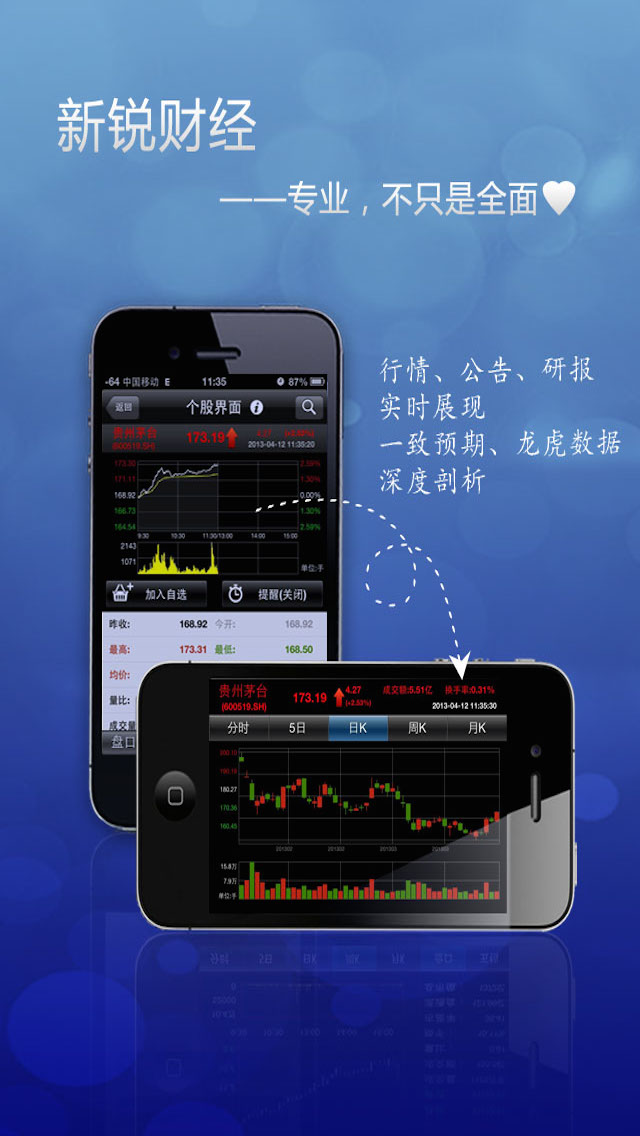 新锐财经
——专业，不只是全面
行情、公告、研报
实时展现
一致预期、龙虎数据
深度剖析
-64 中国移动 E 11:35 87%
返回 个股界面
贵州茅台 173.19 4.27 (+2.53%)
(600519.SH) 2013-04-12 11:35:20
173.30 2.59%
171.11 1.30%
168.92 0.00%
166.73 1.30%
164.54 2.59%
9:30 10:30 11:30/13:00 14:00 15:00
2143
1071
单位:手
加入自选 提醒(关闭)
昨收: 168.92 今开: 168.92
最高: 173.31 最低: 168.50
均价:
量比:
成交量
盘口
贵州茅台 173.19 4.27 成交额:5.51亿 换手率:0.31%
(600519.SH) (+2.53%) 2013-04-12 11:35:30
分时 5日 日K 周K 月K
200.10
190.19
180.27
170.36
160.45
15.8万
7.9万
单位:手